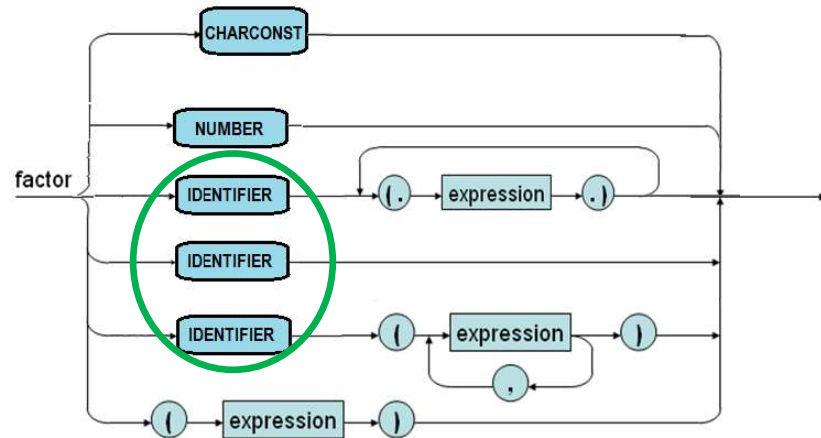 CHARCONST
NUMBER
factor
IDENTIFIER (. expression .)
IDENTIFIER
IDENTIFIER ( expression )
,
( expression )